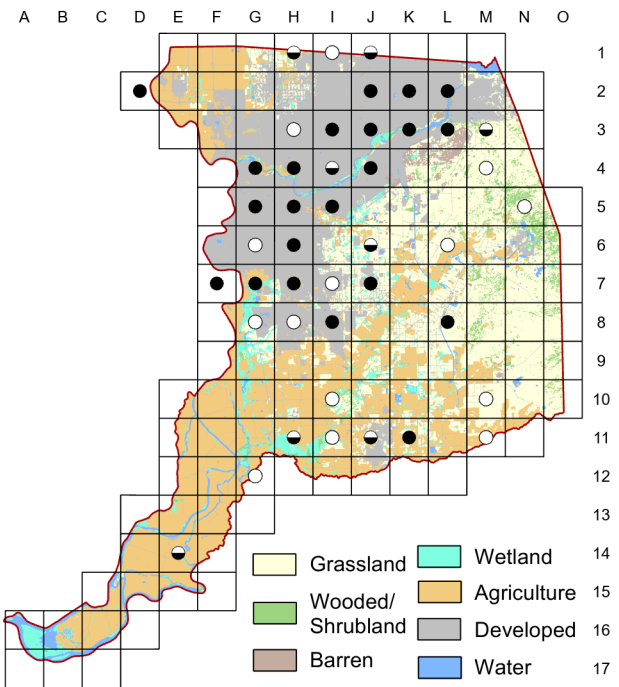 A B C D E F G H I J K L M N O
1
2
3
4
5
6
7
8
9
10
11
12
13
14
15
16
17
Grassland
Wooded/
Shrubland
Barren
Wetland
Agriculture
Developed
Water